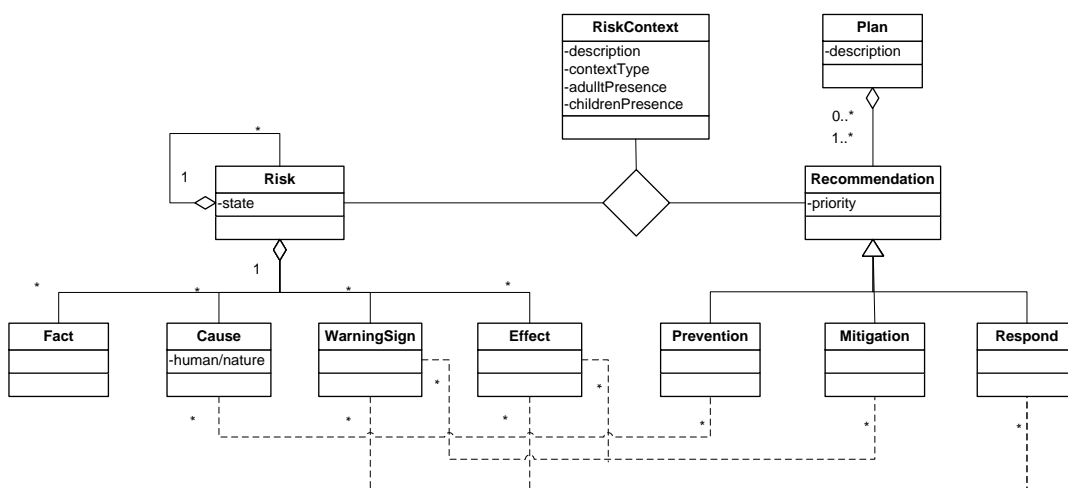 RiskContext
-description
-contextType
-adulltPresence
-childrenPresence
Plan
-description
0..*
1..*
*
1
Risk
-state
Recommendation
-priority
1
*
*
*
*
Fact
Cause
-human/nature
WarningSign
Effect
Prevention
Mitigation
Respond
*
*
*
*
*
*
*
*